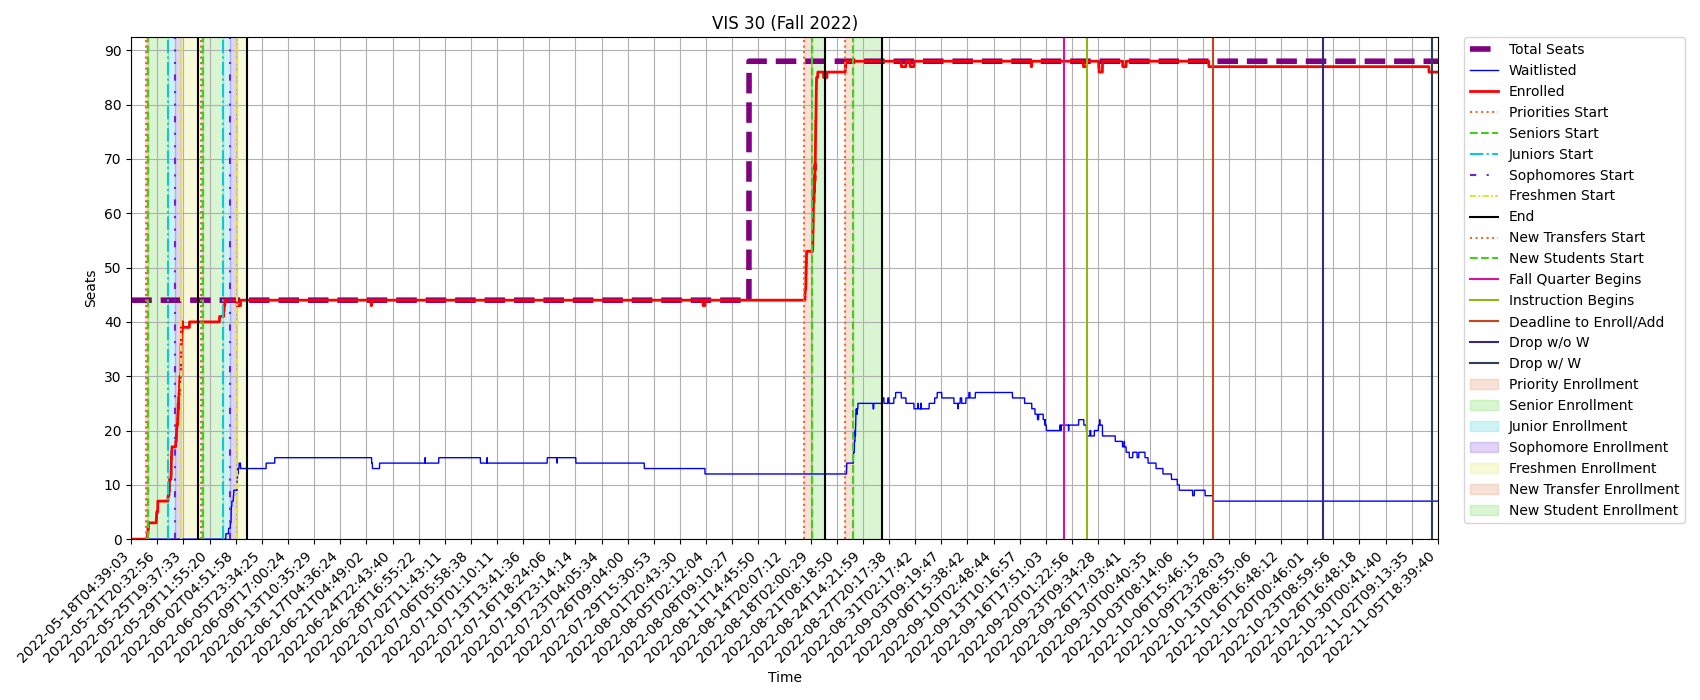 VIS 30 (Fall 2022)
Seats
90
80
70
60
50
40
30
20
10
0
2022-05-18T04:39:03
2022-05-21T20:32:56
2022-05-25T19:37:33
2022-05-29T11:55:20
2022-06-02T04:51:58
2022-06-05T23:34:25
2022-06-09T17:00:24
2022-06-13T10:35:29
2022-06-17T04:36:24
2022-06-21T04:49:02
2022-06-24T22:43:40
2022-06-28T16:55:22
2022-07-02T11:43:11
2022-07-06T05:58:38
2022-07-10T01:10:11
2022-07-13T13:41:36
2022-07-16T18:24:06
2022-07-19T23:14:14
2022-07-23T04:05:34
2022-07-26T09:04:00
2022-07-29T15:30:53
2022-08-01T20:43:30
2022-08-05T02:12:04
2022-08-08T09:10:27
2022-08-11T14:45:50
2022-08-14T20:07:12
2022-08-18T02:00:29
2022-08-21T08:18:50
2022-08-24T14:21:59
2022-08-27T20:17:38
2022-08-31T02:17:42
2022-09-03T09:19:47
2022-09-06T15:38:42
2022-09-10T02:48:44
2022-09-13T10:16:57
2022-09-16T17:51:03
2022-09-20T01:22:56
2022-09-23T09:34:28
2022-09-26T17:03:41
2022-09-30T00:40:35
2022-10-03T08:14:06
2022-10-06T15:46:15
2022-10-09T23:28:03
2022-10-13T08:55:06
2022-10-16T16:48:12
2022-10-20T00:46:01
2022-10-23T08:59:56
2022-10-26T16:48:18
2022-10-30T00:41:40
2022-11-02T09:13:35
2022-11-05T18:39:40
Time
Total Seats
Waitlisted
Enrolled
Priorities Start
Seniors Start
Juniors Start
Sophomores Start
Freshmen Start
End
New Transfers Start
New Students Start
Fall Quarter Begins
Instruction Begins
Deadline to Enroll/Add
Drop w/o W
Drop w/ W
Priority Enrollment
Senior Enrollment
Junior Enrollment
Sophomore Enrollment
Freshmen Enrollment
New Transfer Enrollment
New Student Enrollment